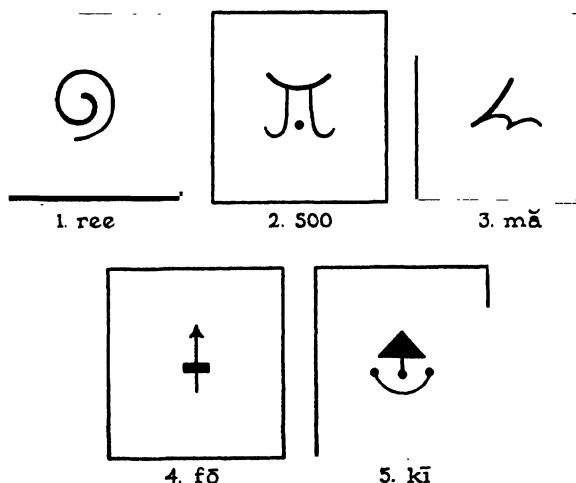 1. ree
2. soo
3. mă
4. fō
5. kī